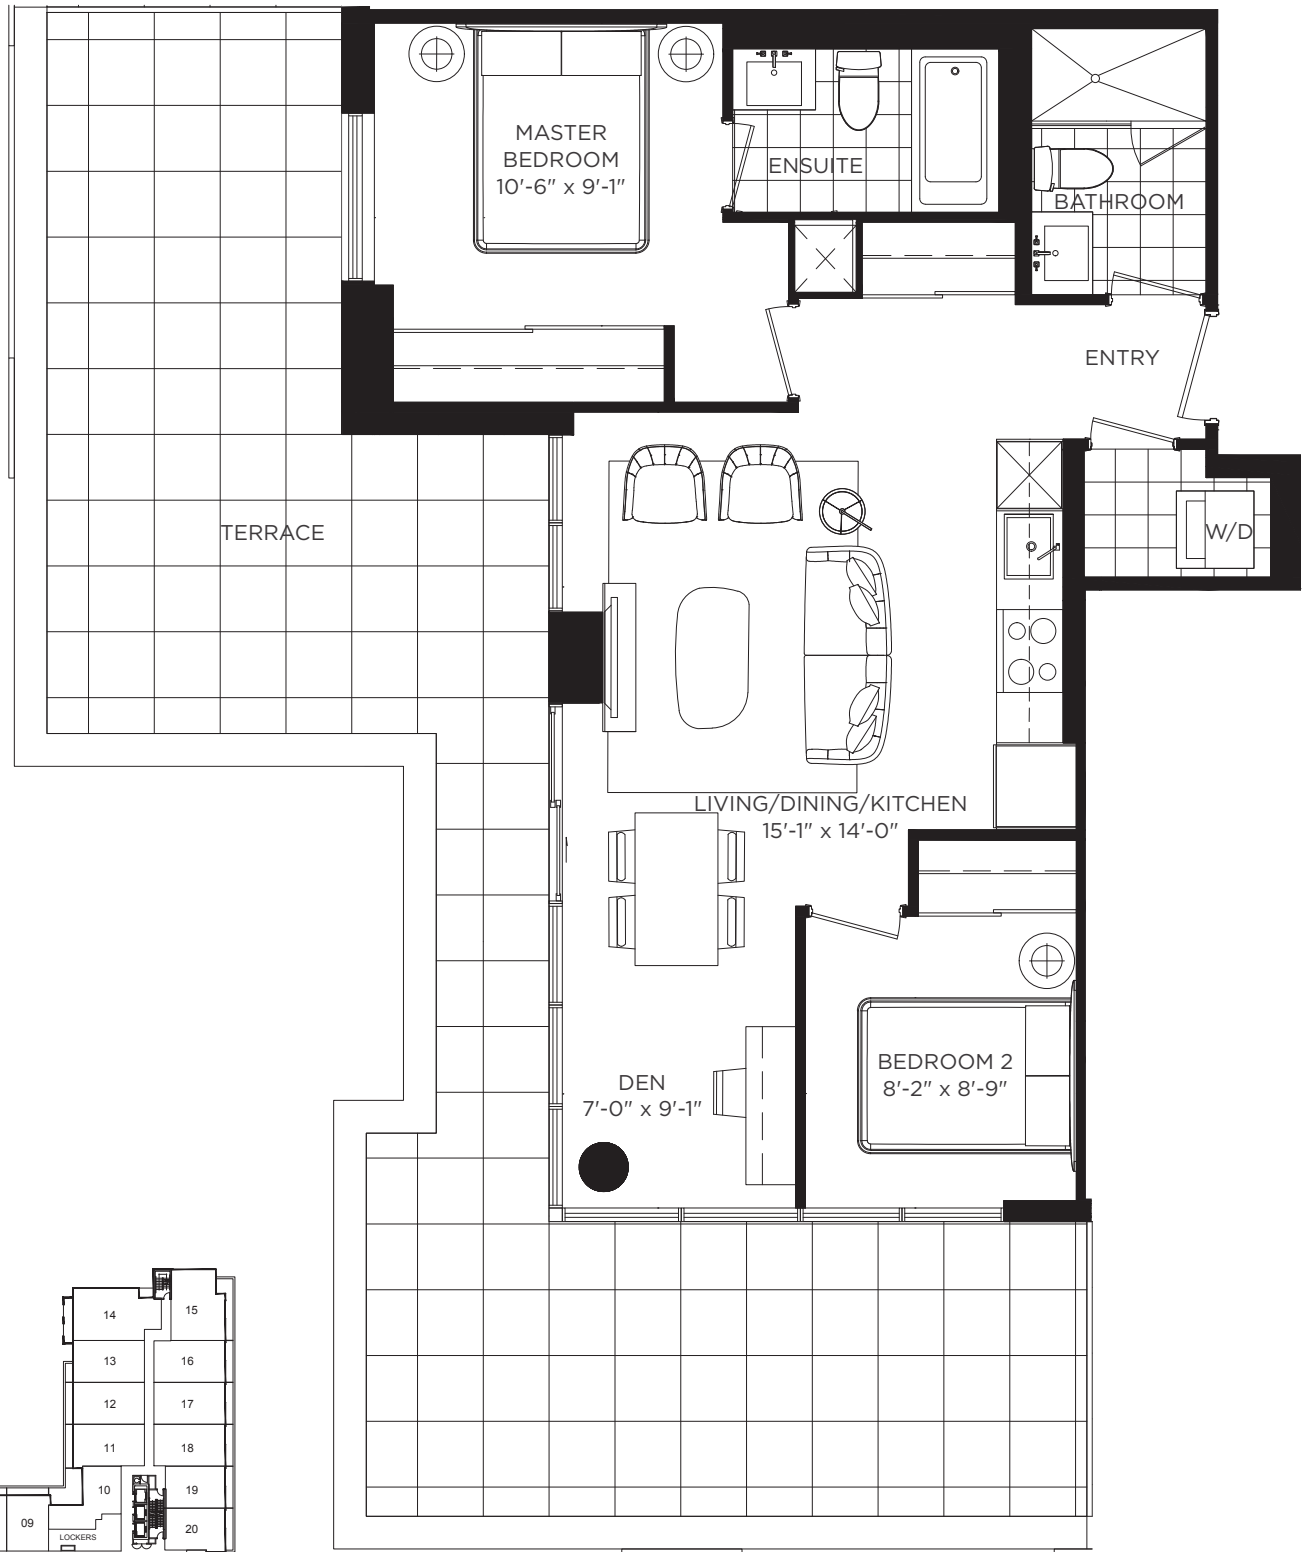 MASTER
BEDROOM
10'-6" x 9'-1"
ENSUITE
BATHROOM
ENTRY
TERRACE
W/D
LIVING/DINING/KITCHEN
15'-1" x 14'-0"
BEDROOM 2
8'-2" x 8'-9"
DEN
7'-0" x 9'-1"
14
15
13
16
12
17
11
18
10
19
09
LOCKERS
20